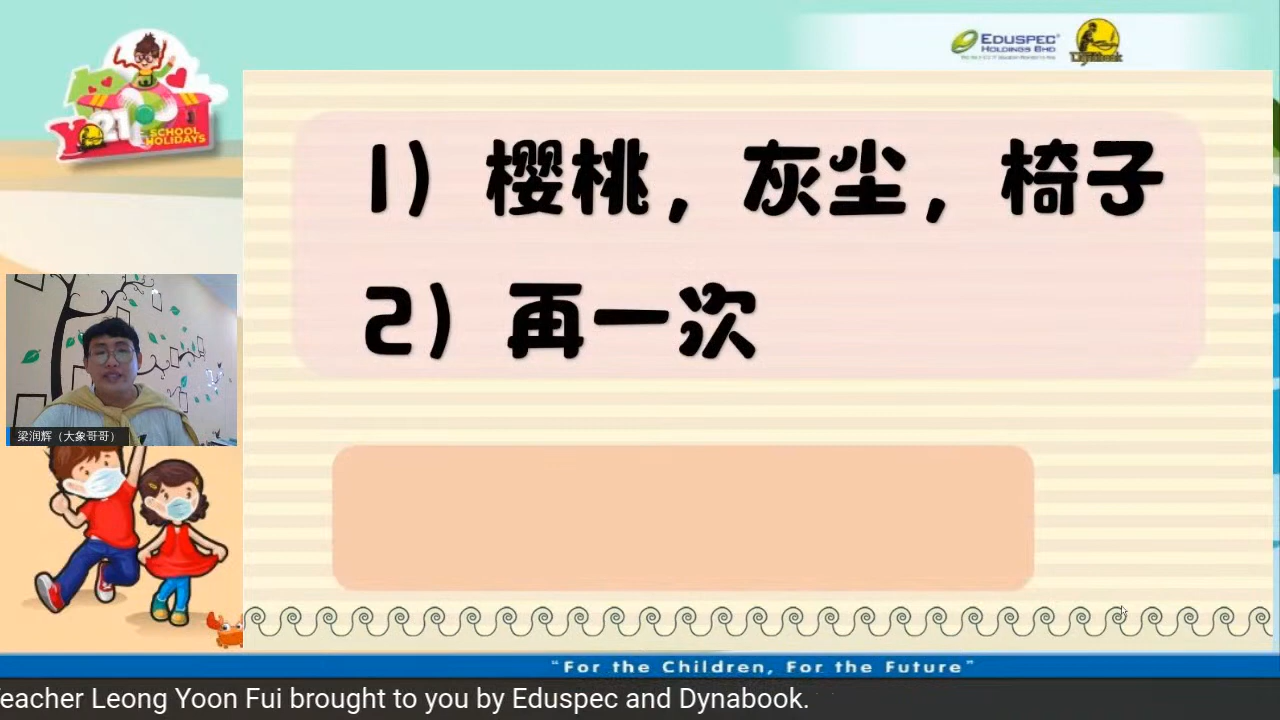 EDUSPEC
HOLDINGS BHD
Dynabook
Y 21
SCHOOL
HOLIDAYS
1）樱桃，灰尘，椅子
2）再一次
梁润辉（大象哥哥）
“For the Children, For the Future”
eacher Leong Yoon Fui brought to you by Eduspec and Dynabook.